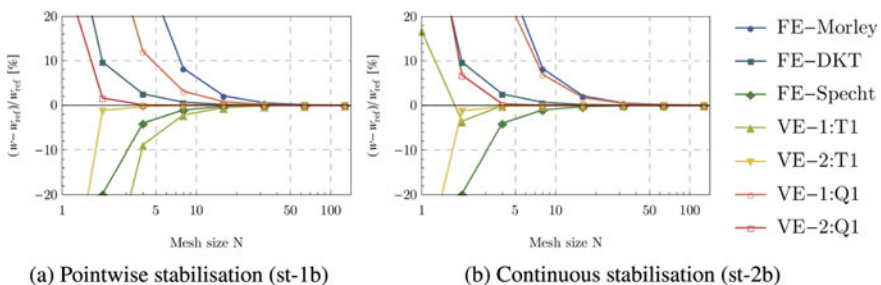 20
10
0
−10
−20
(w−w_ref)/w_ref [%]
1
5
10
50
100
Mesh size N
(a) Pointwise stabilisation (st-1b)
20
10
0
−10
−20
(w−w_ref)/w_ref [%]
1
5
10
50
100
Mesh size N
(b) Continuous stabilisation (st-2b)
FE−Morley
FE−DKT
FE−Specht
VE−1:T1
VE−2:T1
VE−1:Q1
VE−2:Q1